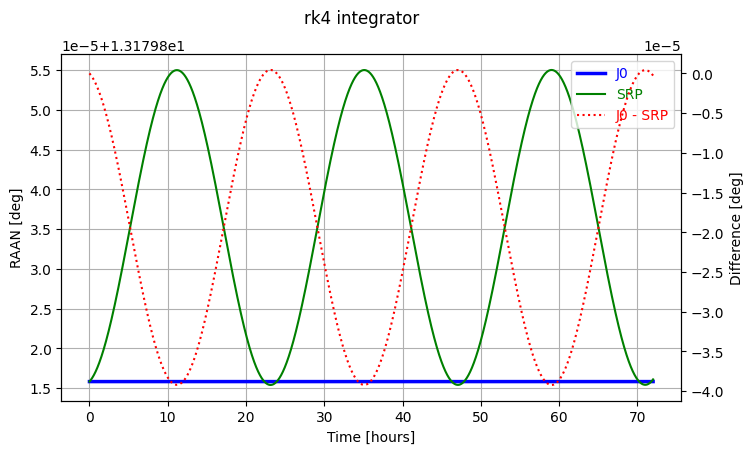 rk4 integrator
1e−5+1.31798e1
1e−5
J0
SRP
J0 - SRP
5.5
5.0
4.5
4.0
3.5
3.0
2.5
2.0
1.5
RAAN [deg]
0.0
−0.5
−1.0
−1.5
−2.0
−2.5
−3.0
−3.5
−4.0
Difference [deg]
0 10 20 30 40 50 60 70
Time [hours]